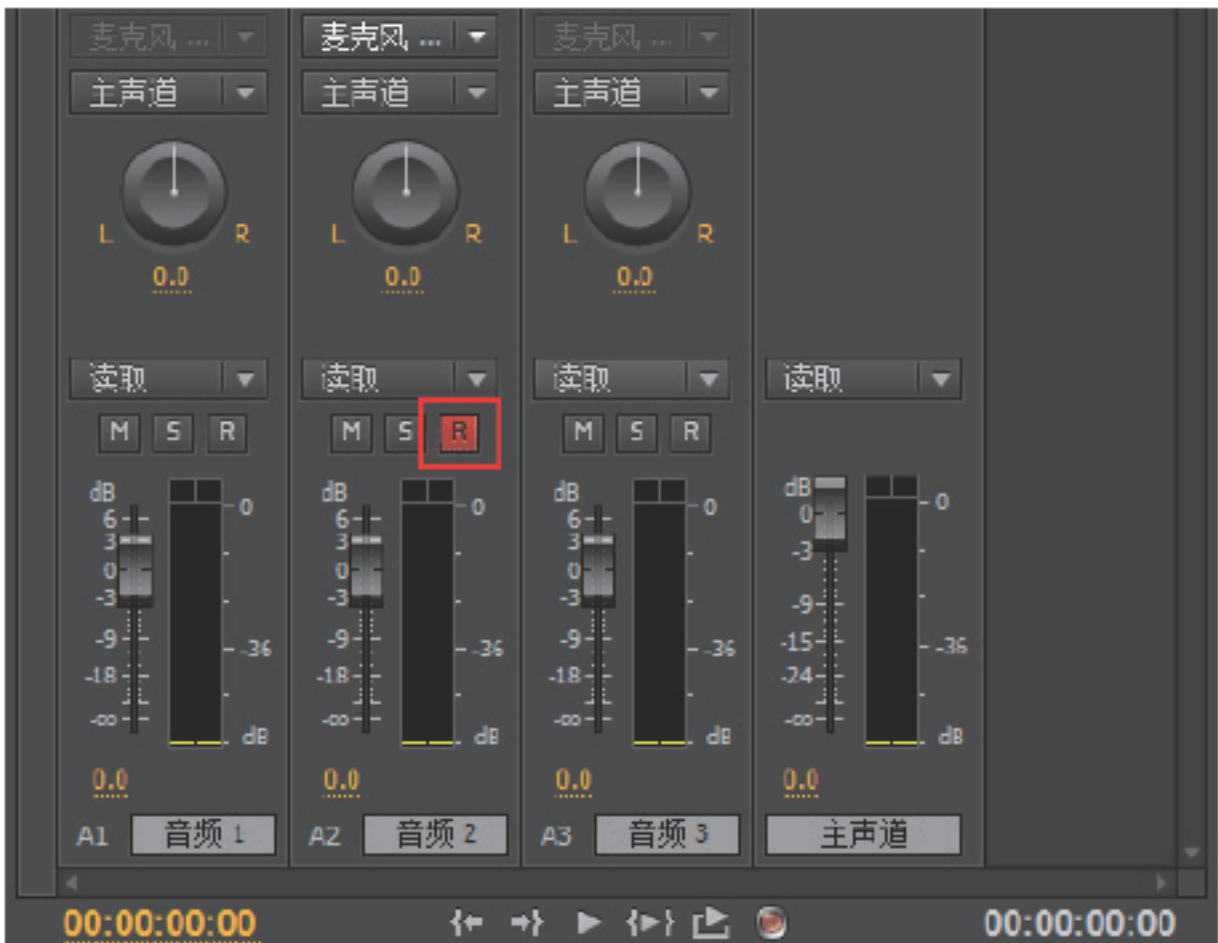 麦克风 ... 麦克风 ... 麦克风 ...
主声道 主声道 主声道
L R L R L R
0.0 0.0 0.0
读取 读取 读取 读取
M S R M S R M S R
dB dB dB dB
6 0 6 0 6 0 0 0
3 3 3
0 0 0 -3
-3 -3 -3 -9
-9 -36 -9 -36 -9 -36 -15 -36
-18 -18 -18 -24
-∞ dB -∞ dB -∞ dB -∞ dB
0.0 0.0 0.0 0.0
A1 音频 1 A2 音频 2 A3 音频 3 主声道
00:00:00:00 00:00:00:00